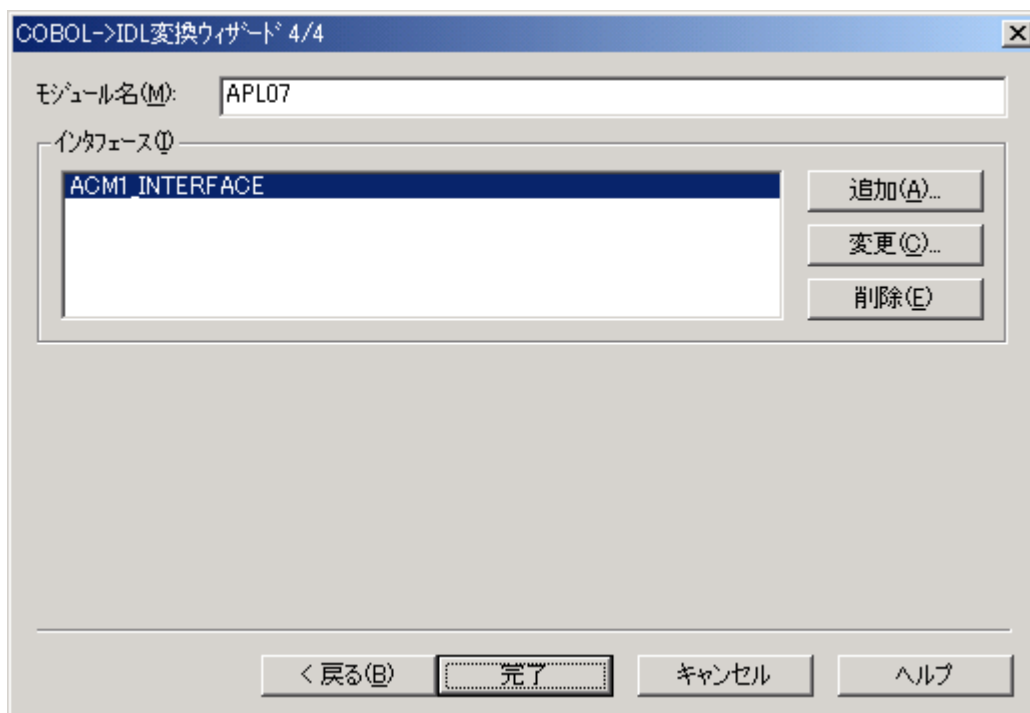 COBOL->IDL変換ウィザード 4/4
モジュール名(M): APL07
インタフェース(I)
ACM1_INTERFACE
追加(A)...
変更(C)...
削除(E)
< 戻る(B) 完了 キャンセル ヘルプ